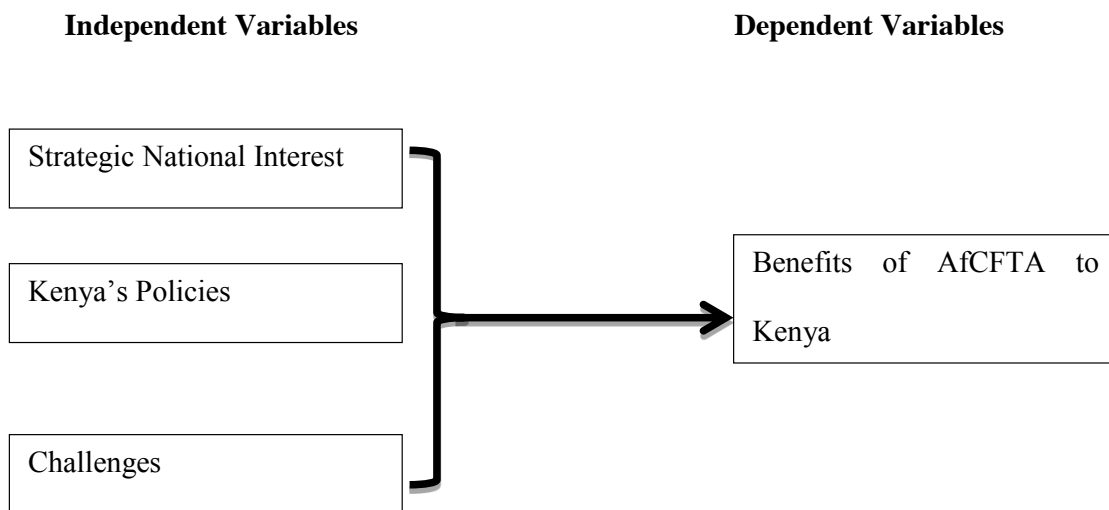 Independent Variables
Dependent Variables
Strategic National Interest
Kenya’s Policies
Challenges
Benefits of AfCFTA to
Kenya